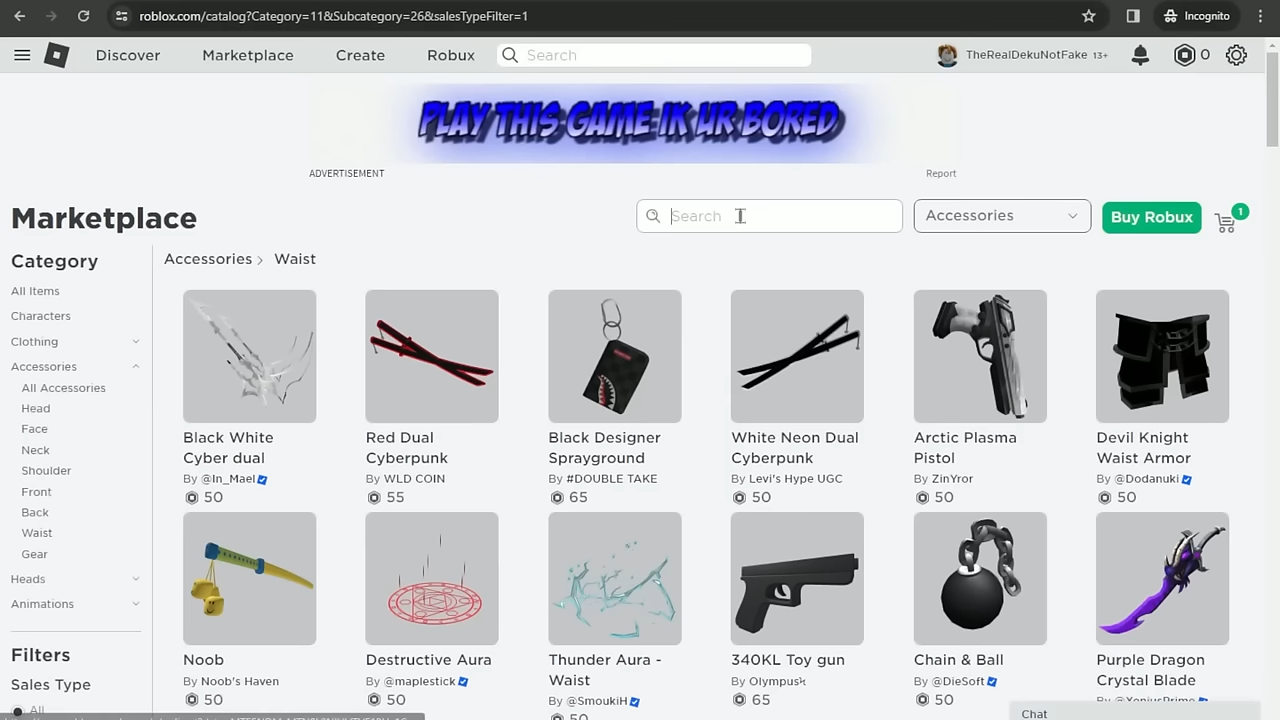 roblox.com/catalog?Category=11&Subcategory=26&salesTypeFilter=1
Incognito
Discover
Marketplace
Create
Robux
Search
TheRealDekuNotFake 13+
0
PLAY THIS GAME IK UR BORED
ADVERTISEMENT
Report
Marketplace
Search
Accessories
Buy Robux
1
Category
All Items
Characters
Clothing
Accessories
All Accessories
Head
Face
Neck
Shoulder
Front
Back
Waist
Gear
Heads
Animations
Filters
Sales Type
All
Accessories > Waist
Black White
Cyber dual
By @In_Mael
50
Red Dual
Cyberpunk
By WLD COIN
55
Black Designer
Sprayground
By #DOUBLE TAKE
65
White Neon Dual
Cyberpunk
By Levi's Hype UGC
50
Arctic Plasma
Pistol
By ZinYror
50
Devil Knight
Waist Armor
By @Dodanuki
50
Noob
By Noob's Haven
50
Destructive Aura
By @maplestick
50
Thunder Aura -
Waist
By @SmoukiH
50
340KL Toy gun
By Olympus
65
Chain & Ball
By @DieSoft
50
Purple Dragon
Crystal Blade
By @XeniusPrime
Chat